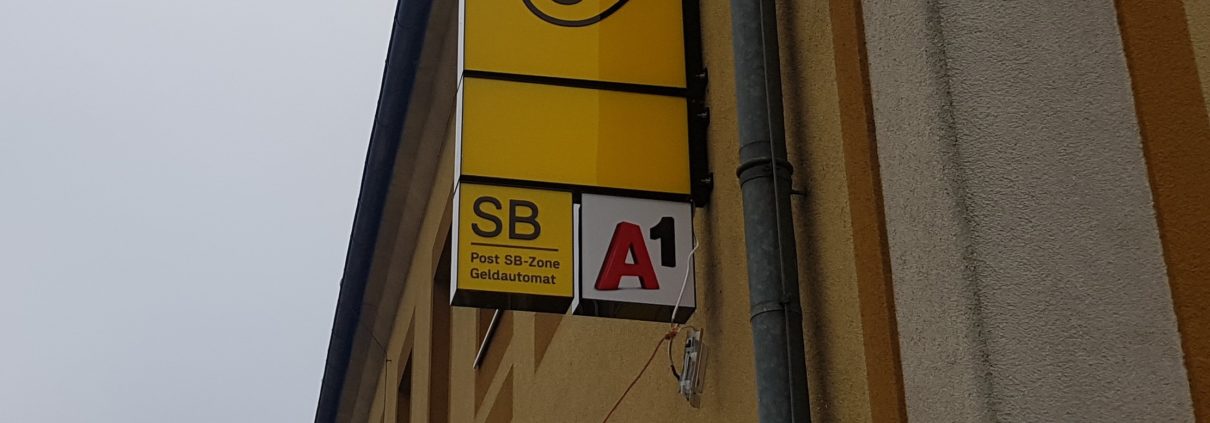 SB
Post SB-Zone
Geldautomat
A1